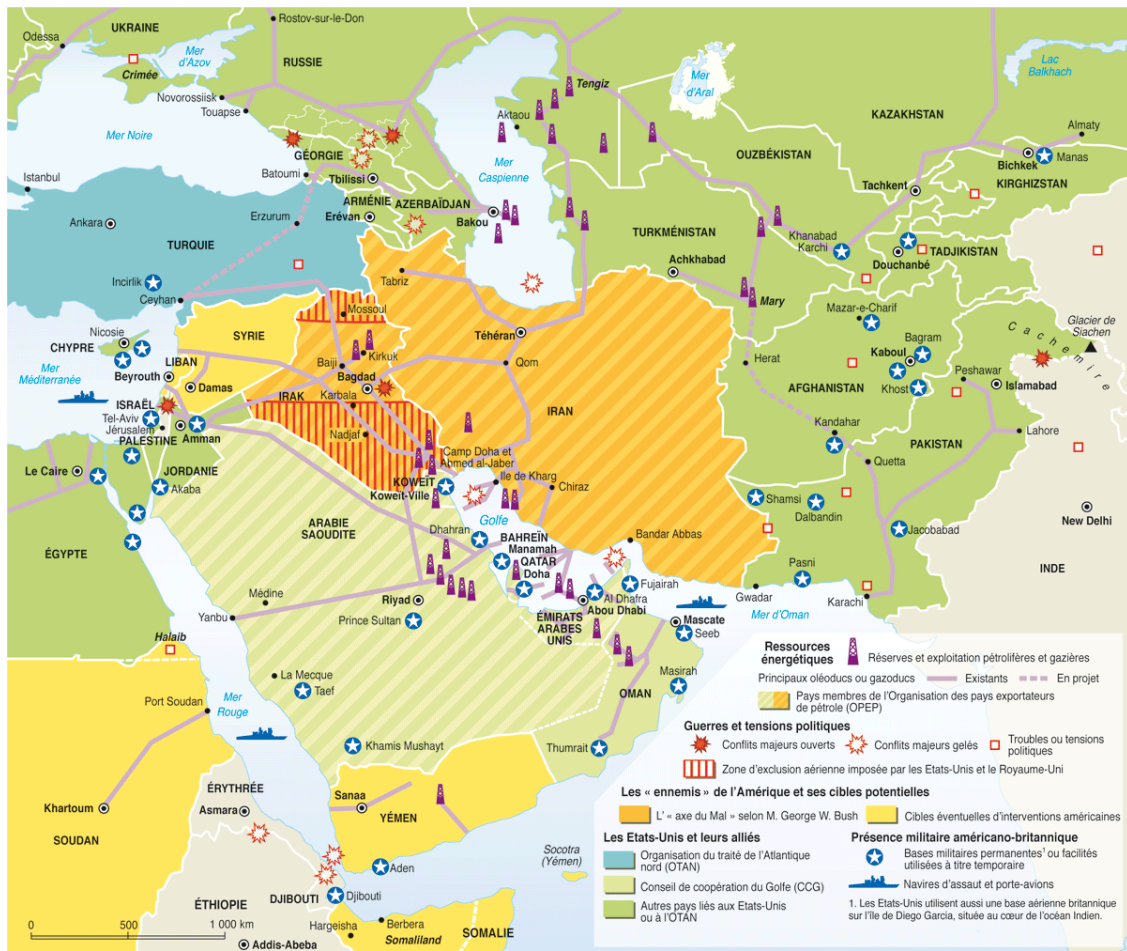 UKRAINE
Rostov-sur-le-Don
Odessa
Mer
d'Azov
Crimée
RUSSIE
Novorossiisk
Touapse
Mer Noire
Istanbul
GÉORGIE
Batoumi
Tbilissi
ARMÉNIE
AZERBAÏDJAN
Erévan
Bakou
Aktaou
Tengiz
Mer
Caspienne
Mer
d'Aral
Lac
Balkhach
KAZAKHSTAN
Almaty
Bichkek
Manas
OUZBÉKISTAN
Tachkent
KIRGHIZSTAN
Ankara
Erzurum
TURQUIE
Incirlik
Ceyhan
TURKMÉNISTAN
Achkhabad
Khanabad
Karchi
Douchanbé
TADJIKISTAN
Mary
Tabriz
Mossoul
Kirkuk
Téhéran
Qom
Nicosie
CHYPRE
SYRIE
LIBAN
Beyrouth
Damas
Mer
Méditerranée
Baiji
Bagdad
Karbala
IRAK
Nadjaf
IRAN
ISRAËL
Tel-Aviv
Jérusalem
PALESTINE
Amman
JORDANIE
Akaba
Le Caire
ÉGYPTE
Mazar-e-Charif
Bagram
Kaboul
Herat
AFGHANISTAN
Khost
Kandahar
Cachemire
Glacier de
Siachen
Peshawar
Islamabad
Lahore
PAKISTAN
Quetta
Shamsi
Dalbandin
Jacobabad
Pasni
Gwadar
Karachi
New Delhi
INDE
Camp Doha et
Ahmed al-Jaber
KOWEÏT
Koweït-Ville
Ile de Kharg
Chiraz
Golfe
Bandar Abbas
ARABIE
SAOUDITE
Dhahran
BAHREÏN
Manamah
QATAR
Doha
Fujairah
Al Dhafra
Abou Dhabi
ÉMIRATS
ARABES
UNIS
Mer d'Oman
Mascate
Seeb
Masirah
OMAN
Thumrait
Médine
Yanbu
Riyad
Prince Sultan
La Mecque
Taef
Khamis Mushayt
Halaib
Port Soudan
Mer
Rouge
Khartoum
SOUDAN
ÉRYTHRÉE
Asmara
Sanaa
YÉMEN
Aden
Socotra
(Yémen)
DJIBOUTI
Djibouti
ÉTHIOPIE
Addis-Abeba
Hargeisha
Berbera
Somaliland
SOMALIE
0 500 1 000 km
Ressources
énergétiques
Réserves et exploitation pétrolifères et gazières
Principaux oléoducs ou gazoducs Existants En projet
Pays membres de l'Organisation des pays exportateurs
de pétrole (OPEP)
Guerres et tensions politiques
Conflits majeurs ouverts
Conflits majeurs gelés
Troubles ou tensions
politiques
Zone d'exclusion aérienne imposée par les Etats-Unis et le Royaume-Uni
Les « ennemis » de l'Amérique et ses cibles potentielles
L' « axe du Mal » selon M. George W. Bush
Cibles éventuelles d'interventions américaines
Les Etats-Unis et leurs alliés
Organisation du traité de l'Atlantique
nord (OTAN)
Conseil de coopération du Golfe (CCG)
Autres pays liés aux Etats-Unis
ou à l'OTAN
Présence militaire américano-britannique
Bases militaires permanentes¹ ou facilités
utilisées à titre temporaire
Navires d'assaut et porte-avions
1. Les Etats-Unis utilisent aussi une base aérienne britannique
sur l'île de Diego Garcia, située au cœur de l'océan Indien.